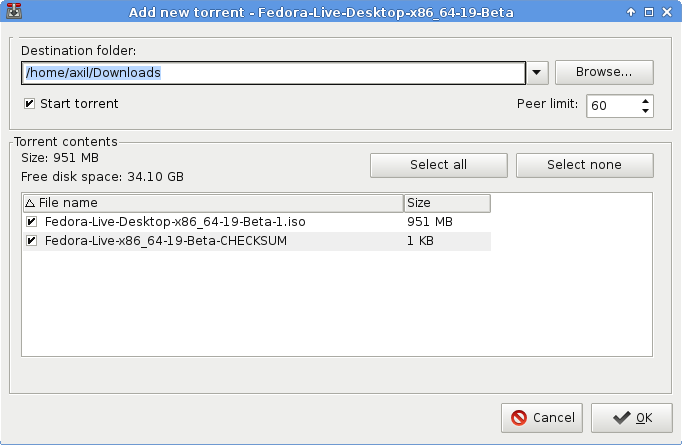 Add new torrent - Fedora-Live-Desktop-x86_64-19-Beta
Destination folder:
/home/axil/Downloads
Browse...
Start torrent
Peer limit: 60
Torrent contents
Size: 951 MB
Free disk space: 34.10 GB
Select all
Select none
File name Size
Fedora-Live-Desktop-x86_64-19-Beta-1.iso 951 MB
Fedora-Live-x86_64-19-Beta-CHECKSUM 1 KB
Cancel
OK